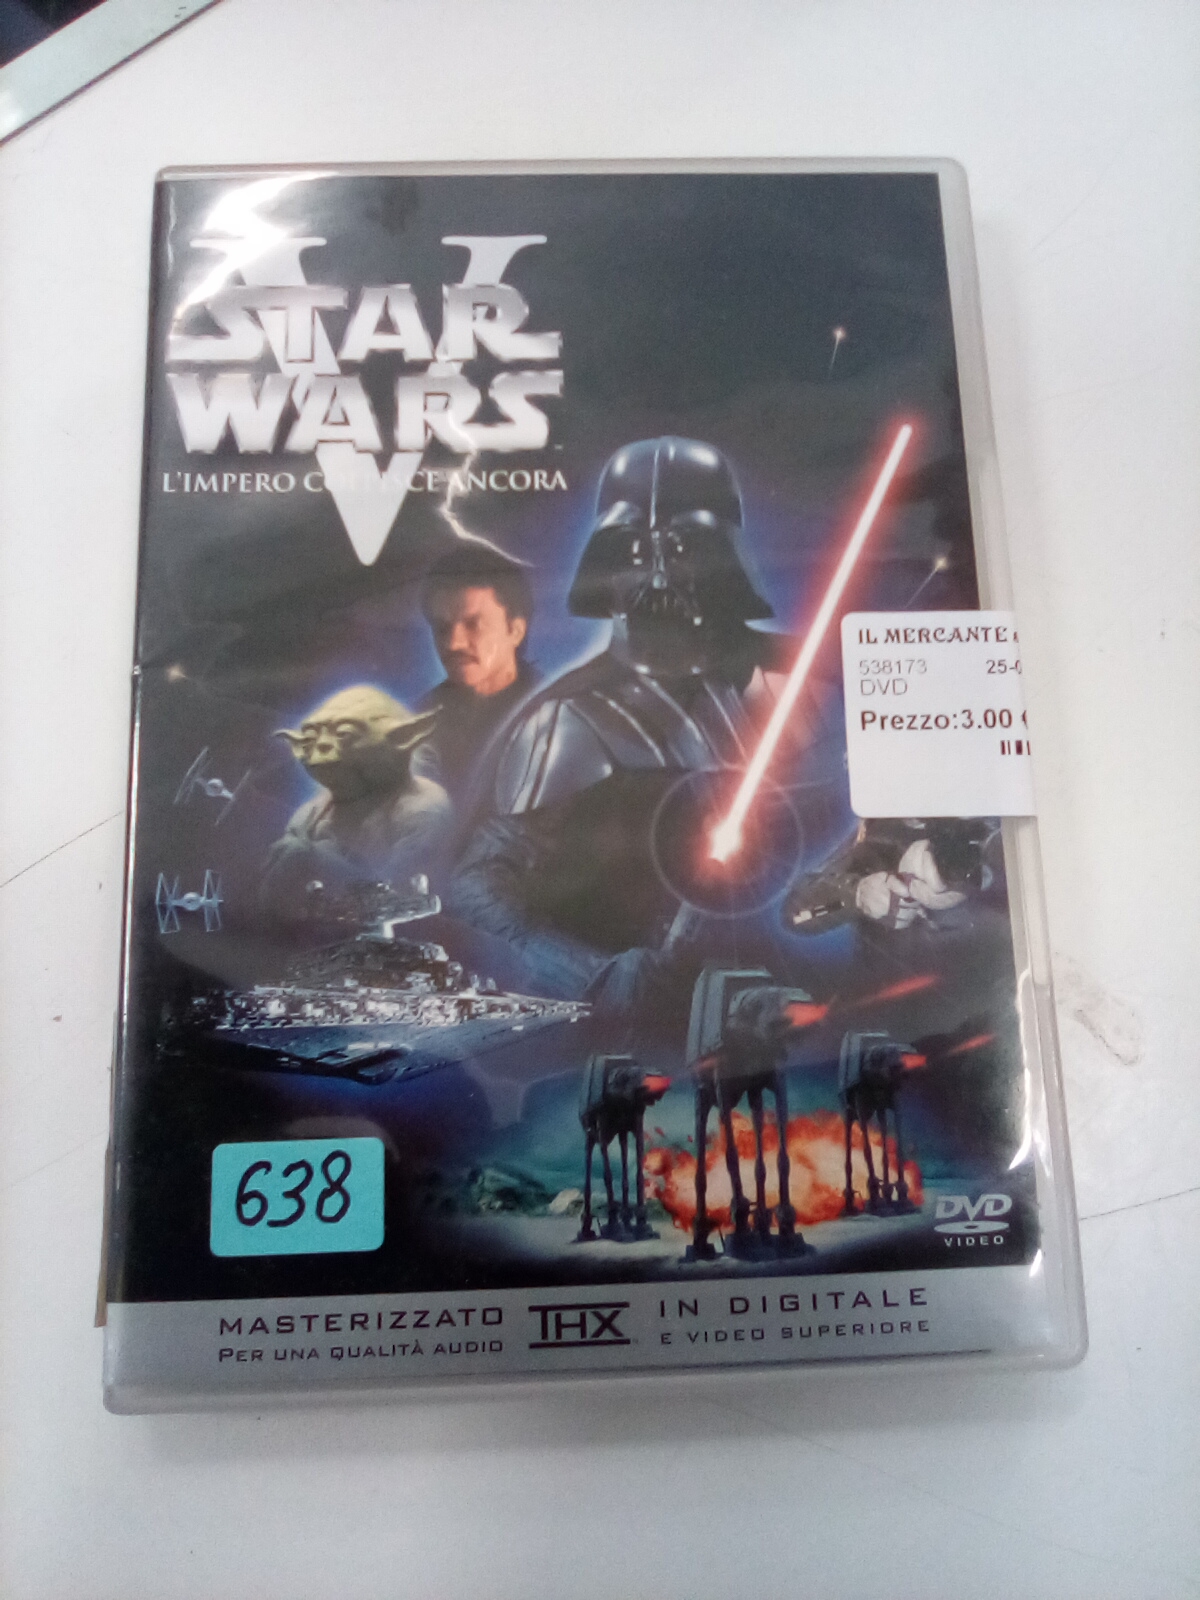 V
STAR
WARS
L'IMPERO COLPISCE ANCORA
IL MERCANTE
538173 25-0
DVD
Prezzo:3.00 €
638
DVD
VIDEO
MASTERIZZATO THX IN DIGITALE
PER UNA QUALITÀ AUDIO E VIDEO SUPERIORE